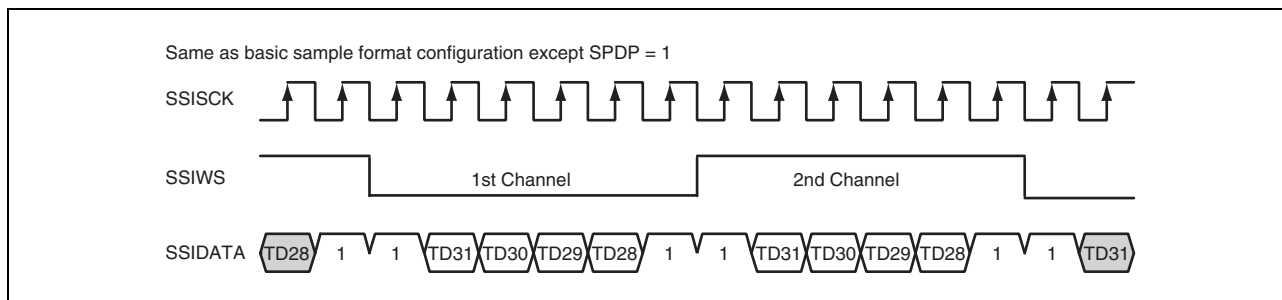 Same as basic sample format configuration except SPDP = 1
SSISCK
SSIWS 1st Channel 2nd Channel
SSIDATA TD28 1 1 TD31 TD30 TD29 TD28 1 1 TD31 TD30 TD29 TD28 1 1 TD31